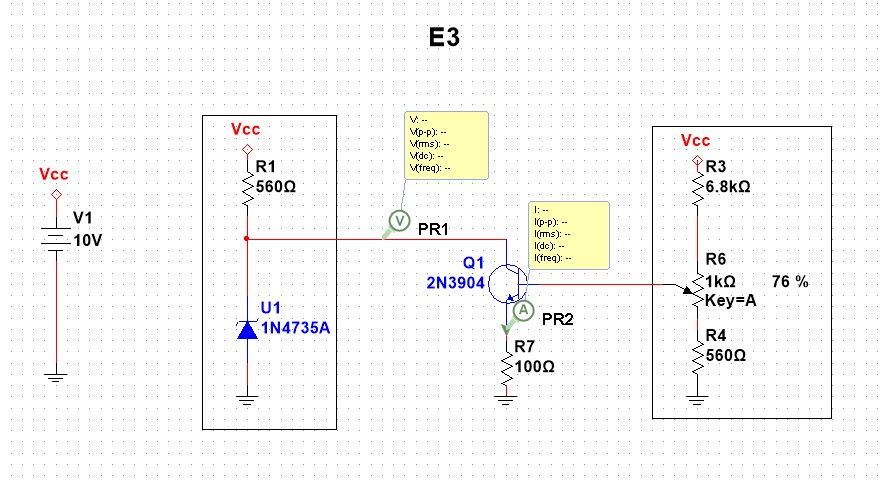 E3
Vcc
V1
10V
Vcc
R1
560Ω
U1
1N4735A
V: --
V(p-p): --
V(rms): --
V(dc): --
V(freq): --
V
PR1
I: --
I(p-p): --
I(rms): --
I(dc): --
I(freq): --
Q1
2N3904
A
PR2
R7
100Ω
Vcc
R3
6.8kΩ
R6
1kΩ
76 %
Key=A
R4
560Ω